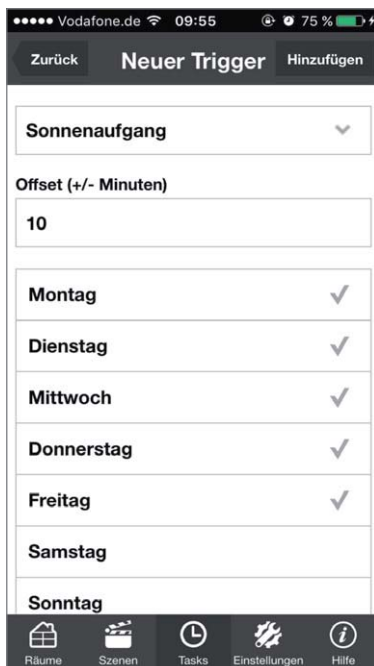 Vodafone.de 09:55 75 %
Zurück Neuer Trigger Hinzufügen
Sonnenaufgang
Offset (+/- Minuten)
10
Montag
Dienstag
Mittwoch
Donnerstag
Freitag
Samstag
Sonntag
Räume Szenen Tasks Einstellungen Hilfe